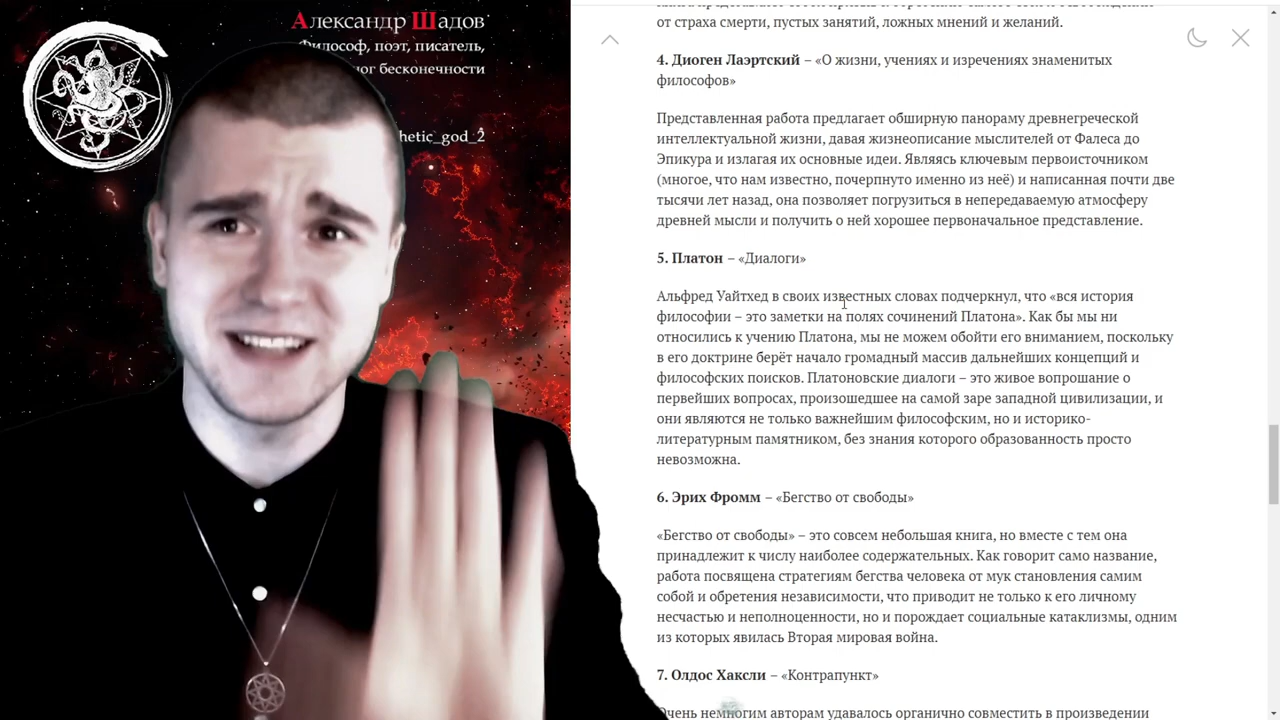 Александр Шадов
Философ, поэт, писатель,
лог бесконечности
hetic_god_2
от страха смерти, пустых занятий, ложных мнений и желаний.
4. Диоген Лаэртский – «О жизни, учениях и изречениях знаменитых
философов»
Представленная работа предлагает обширную панораму древнегреческой
интеллектуальной жизни, давая жизнеописание мыслителей от Фалеса до
Эпикура и излагая их основные идеи. Являясь ключевым первоисточником
(многое, что нам известно, почерпнуто именно из неё) и написанная почти две
тысячи лет назад, она позволяет погрузиться в непередаваемую атмосферу
древней мысли и получить о ней хорошее первоначальное представление.
5. Платон – «Диалоги»
Альфред Уайтхед в своих известных словах подчеркнул, что «вся история
философии – это заметки на полях сочинений Платона». Как бы мы ни
относились к учению Платона, мы не можем обойти его вниманием, поскольку
в его доктрине берёт начало громадный массив дальнейших концепций и
философских поисков. Платоновские диалоги – это живое вопрошание о
первейших вопросах, произошедшее на самой заре западной цивилизации, и
они являются не только важнейшим философским, но и историко-
литературным памятником, без знания которого образованность просто
невозможна.
6. Эрих Фромм – «Бегство от свободы»
«Бегство от свободы» – это совсем небольшая книга, но вместе с тем она
принадлежит к числу наиболее содержательных. Как говорит само название,
работа посвящена стратегиям бегства человека от мук становления самим
собой и обретения независимости, что приводит не только к его личному
несчастью и неполноценности, но и порождает социальные катаклизмы, одним
из которых явилась Вторая мировая война.
7. Олдос Хаксли – «Контрапункт»
Очень немногим авторам удавалось органично совместить в произведении